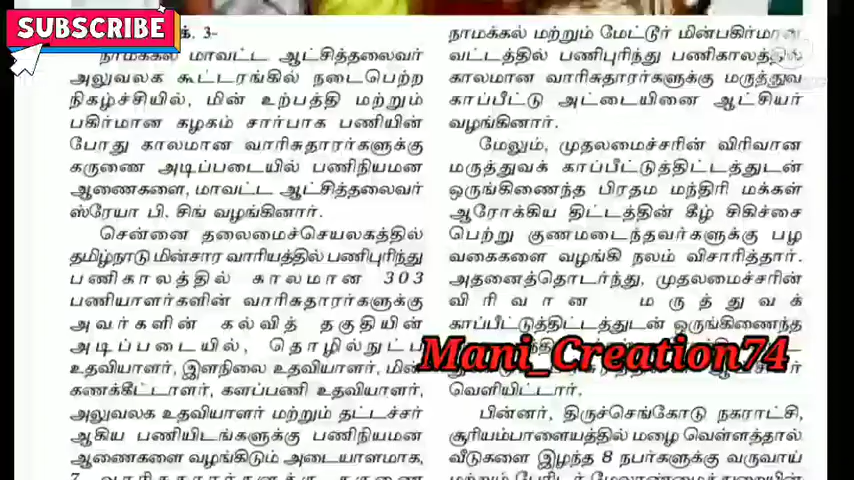 SUBSCRIBE
க். 3-
நாமக்கல் மாவட்ட ஆட்சித்தலைவர்
அலுவலக கூட்டரங்கில் நடைபெற்ற
நிகழ்ச்சியில், மின் உற்பத்தி மற்றும்
பகிர்மான கழகம் சார்பாக பணியின்
போது காலமான வாரிசுதாரர்களுக்கு
கருணை அடிப்படையில் பணிநியமன
ஆணைகளை, மாவட்ட ஆட்சித்தலைவர்
ஸ்ரேயா பி. சிங் வழங்கினார்.
சென்னை தலைமைச்செயலகத்தில்
தமிழ்நாடு மின்சார வாரியத்தில் பணிபுரிந்து
பணிகாலத்தில் காலமான 303
பணியாளர்களின் வாரிசுதாரர்களுக்கு
அவர்களின் கல்வித் தகுதியின்
அடிப்படையில், தொழில்நுட்ப
உதவியாளர், இளநிலை உதவியாளர், மின்
கணக்கீட்டாளர், களப்பணி உதவியாளர்,
அலுவலக உதவியாளர் மற்றும் தட்டச்சர்
ஆகிய பணியிடங்களுக்கு பணிநியமன
ஆணைகளை வழங்கிடும் அடையாளமாக,
7 வாரிசுதாரர்களுக்கு கருணை
நாமக்கல் மற்றும் மேட்டூர் மின்பகிர்மான
வட்டத்தில் பணிபுரிந்து பணிகாலத்தில்
காலமான வாரிசுதாரர்களுக்கு மருத்துவ
காப்பீட்டு அட்டையினை ஆட்சியர்
வழங்கினார்.
மேலும், முதலமைச்சரின் விரிவான
மருத்துவக் காப்பீட்டுத்திட்டத்துடன்
ஒருங்கிணைந்த பிரதம மந்திரி மக்கள்
ஆரோக்கிய திட்டத்தின் கீழ் சிகிச்சை
பெற்று குணமடைந்தவர்களுக்கு பழ
வகைகளை வழங்கி நலம் விசாரித்தார்.
அதனைத்தொடர்ந்து, முதலமைச்சரின்
விரிவான மருத்துவக்
காப்பீட்டுத்திட்டத்துடன் ஒருங்கிணைந்த
Mani_Creation74
வெளியிட்டார்.
பின்னர், திருச்செங்கோடு நகராட்சி,
சூரியம்பாளையத்தில் மழை வெள்ளத்தால்
வீடுகளை இழந்த 8 நபர்களுக்கு வருவாய்
மற்றும் பேரிடர் மேலாண்மைத்துறையின்